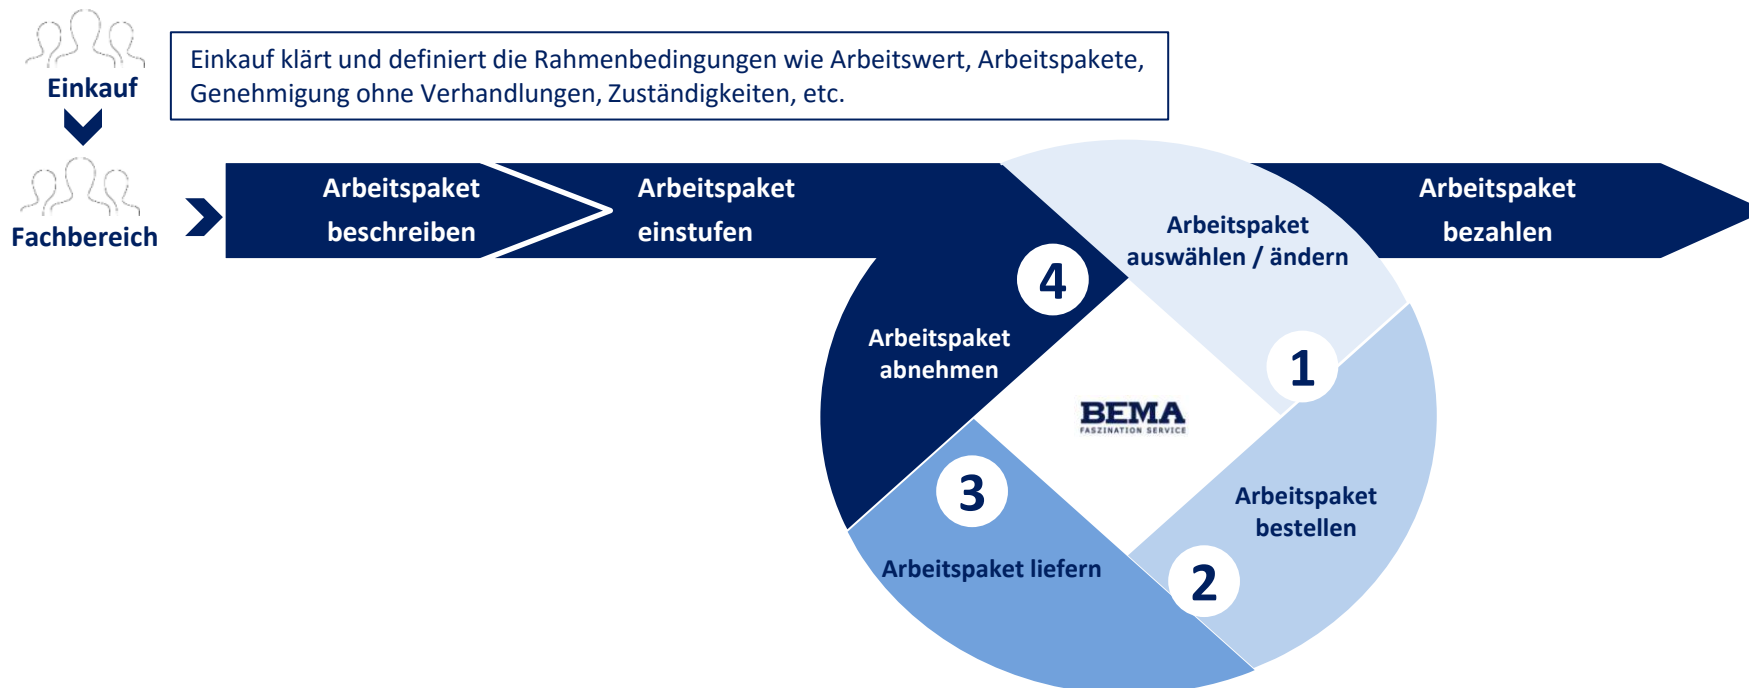 Einkauf
Einkauf klärt und definiert die Rahmenbedingungen wie Arbeitswert, Arbeitspakete,
Genehmigung ohne Verhandlungen, Zuständigkeiten, etc.
Fachbereich
Arbeitspaket
beschreiben
Arbeitspaket
einstufen
Arbeitspaket
auswählen / ändern
1
Arbeitspaket
bestellen
2
Arbeitspaket liefern
3
Arbeitspaket
abnehmen
4
BEMA
FASZINATION SERVICE
Arbeitspaket
bezahlen